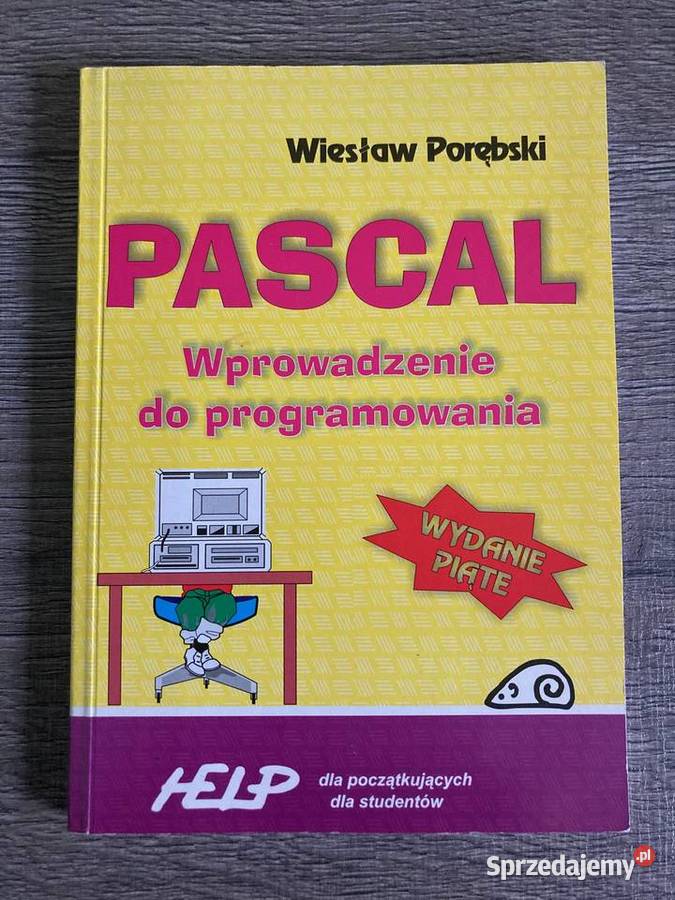 Wiesław Porębski
PASCAL
Wprowadzenie
do programowania
WYDANIE
PIĄTE
HELP
dla początkujących
dla studentów
Sprzedajemy.pl